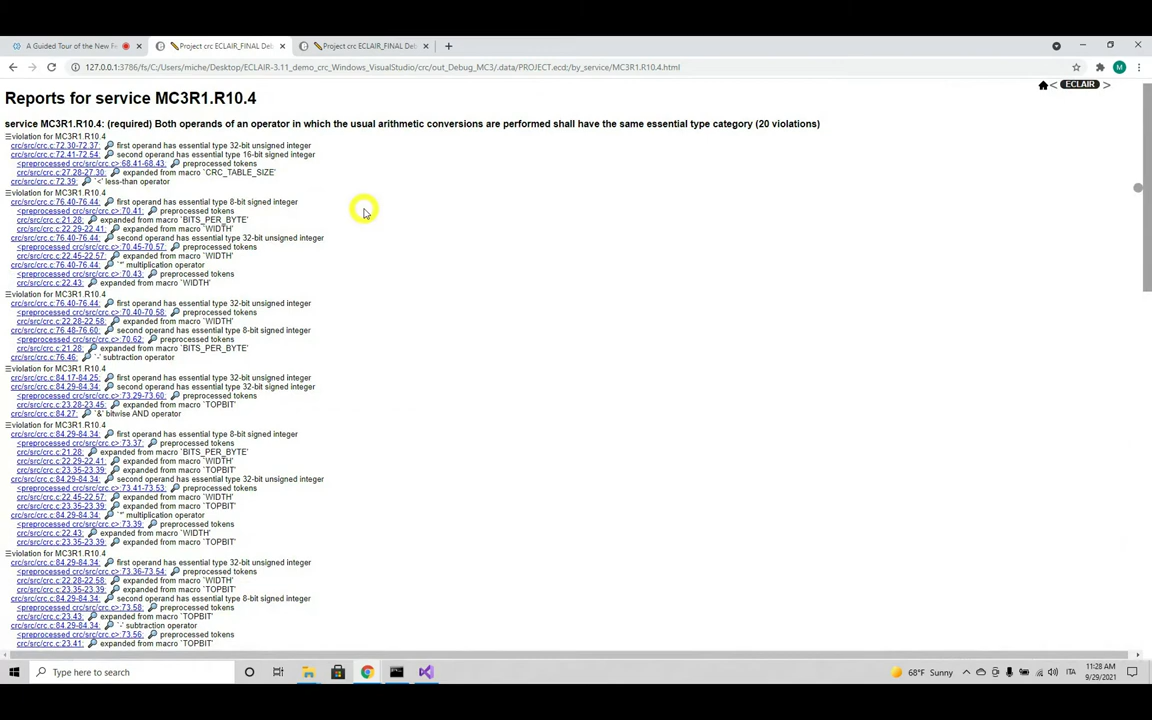 A Guided Tour of the New F
Project crc ECLAIR_FINAL Deb
Project crc ECLAIR_FINAL Deb
127.0.0.1:3786/fs/C:/Users/miche/Desktop/ECLAIR-3.11_demo_crc_Windows_VisualStudio/crc/out_Debug_MC3/.data/PROJECT.ecd;/by_service/MC3R1.R10.4.html
M
< ECLAIR >
Reports for service MC3R1.R10.4
service MC3R1.R10.4: (required) Both operands of an operator in which the usual arithmetic conversions are performed shall have the same essential type category (20 violations)
☰violation for MC3R1.R10.4
crc/src/crc.c:72.30-72.37: first operand has essential type 32-bit unsigned integer
crc/src/crc.c:72.41-72.54: second operand has essential type 16-bit signed integer
<preprocessed crc/src/crc.c>:68.41-68.43: preprocessed tokens
crc/src/crc.c:27.28-27.30: expanded from macro `CRC_TABLE_SIZE'
crc/src/crc.c:72.39: `<' less-than operator
☰violation for MC3R1.R10.4
crc/src/crc.c:76.40-76.44: first operand has essential type 8-bit signed integer
<preprocessed crc/src/crc.c>:70.41: preprocessed tokens
crc/src/crc.c:21.28: expanded from macro `BITS_PER_BYTE'
crc/src/crc.c:22.29-22.41: expanded from macro `WIDTH'
crc/src/crc.c:76.40-76.44: second operand has essential type 32-bit unsigned integer
<preprocessed crc/src/crc.c>:70.45-70.57: preprocessed tokens
crc/src/crc.c:22.45-22.57: expanded from macro `WIDTH'
crc/src/crc.c:76.40-76.44: `*' multiplication operator
<preprocessed crc/src/crc.c>:70.43: preprocessed tokens
crc/src/crc.c:22.43: expanded from macro `WIDTH'
☰violation for MC3R1.R10.4
crc/src/crc.c:76.40-76.44: first operand has essential type 32-bit unsigned integer
<preprocessed crc/src/crc.c>:70.40-70.58: preprocessed tokens
crc/src/crc.c:22.28-22.58: expanded from macro `WIDTH'
crc/src/crc.c:76.48-76.60: second operand has essential type 8-bit signed integer
<preprocessed crc/src/crc.c>:70.62: preprocessed tokens
crc/src/crc.c:21.28: expanded from macro `BITS_PER_BYTE'
crc/src/crc.c:76.46: `-' subtraction operator
☰violation for MC3R1.R10.4
crc/src/crc.c:84.17-84.25: first operand has essential type 32-bit unsigned integer
crc/src/crc.c:84.29-84.34: second operand has essential type 32-bit signed integer
<preprocessed crc/src/crc.c>:73.29-73.60: preprocessed tokens
crc/src/crc.c:23.28-23.45: expanded from macro `TOPBIT'
crc/src/crc.c:84.27: `&' bitwise AND operator
☰violation for MC3R1.R10.4
crc/src/crc.c:84.29-84.34: first operand has essential type 8-bit signed integer
<preprocessed crc/src/crc.c>:73.37: preprocessed tokens
crc/src/crc.c:21.28: expanded from macro `BITS_PER_BYTE'
crc/src/crc.c:22.29-22.41: expanded from macro `WIDTH'
crc/src/crc.c:23.35-23.39: expanded from macro `TOPBIT'
crc/src/crc.c:84.29-84.34: second operand has essential type 32-bit unsigned integer
<preprocessed crc/src/crc.c>:73.41-73.53: preprocessed tokens
crc/src/crc.c:22.45-22.57: expanded from macro `WIDTH'
crc/src/crc.c:23.35-23.39: expanded from macro `TOPBIT'
crc/src/crc.c:84.29-84.34: `*' multiplication operator
<preprocessed crc/src/crc.c>:73.39: preprocessed tokens
crc/src/crc.c:22.43: expanded from macro `WIDTH'
crc/src/crc.c:23.35-23.39: expanded from macro `TOPBIT'
☰violation for MC3R1.R10.4
crc/src/crc.c:84.29-84.34: first operand has essential type 32-bit unsigned integer
<preprocessed crc/src/crc.c>:73.36-73.54: preprocessed tokens
crc/src/crc.c:22.28-22.58: expanded from macro `WIDTH'
crc/src/crc.c:23.35-23.39: expanded from macro `TOPBIT'
crc/src/crc.c:84.29-84.34: second operand has essential type 8-bit signed integer
<preprocessed crc/src/crc.c>:73.58: preprocessed tokens
crc/src/crc.c:23.43: expanded from macro `TOPBIT'
crc/src/crc.c:84.29-84.34: `-' subtraction operator
<preprocessed crc/src/crc.c>:73.56: preprocessed tokens
crc/src/crc.c:23.41: expanded from macro `TOPBIT'
Type here to search
68°F Sunny
ITA
11:28 AM
9/29/2021